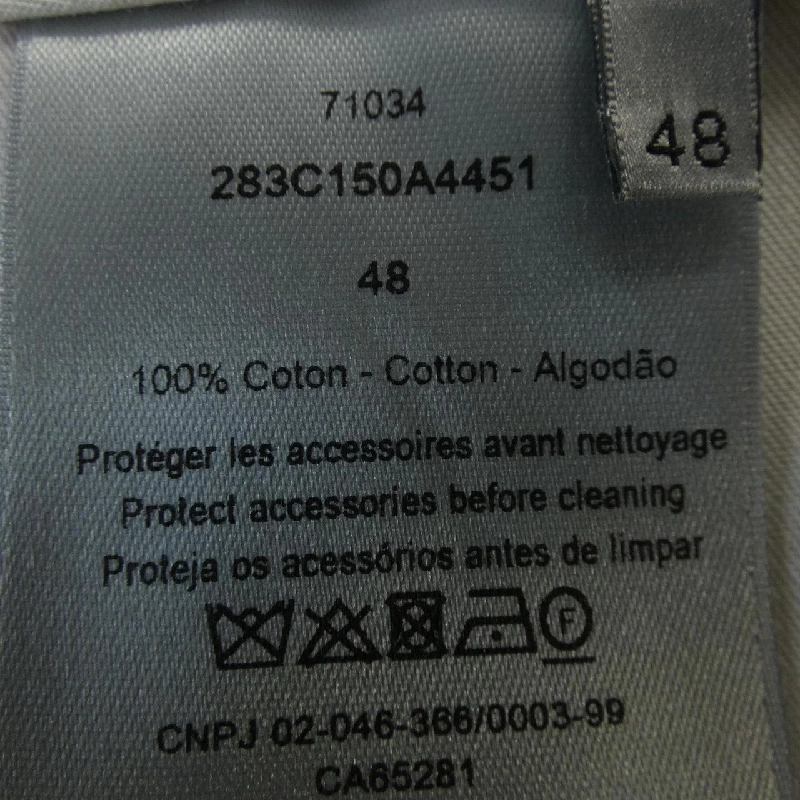 71034
48
283C150A4451
48
100% Coton - Cotton - Algodão
Protéger les accessoires avant nettoyage
Protect accessories before cleaning
Proteja os acessórios antes de limpar
F
CNPJ 02-046-366/0003-99
CA65281